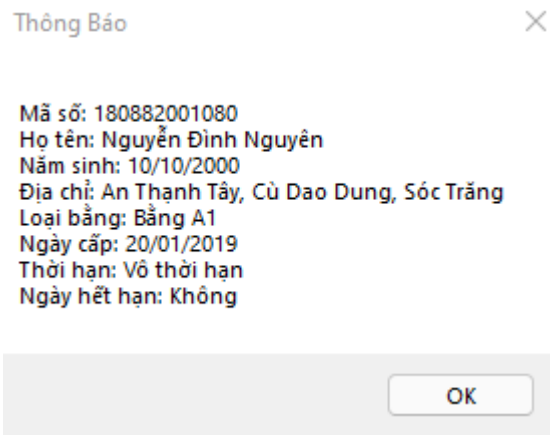 Thông Báo
Mã số: 180882001080
Họ tên: Nguyễn Đình Nguyên
Năm sinh: 10/10/2000
Địa chỉ: An Thạnh Tây, Cù Dao Dung, Sóc Trăng
Loại bằng: Bằng A1
Ngày cấp: 20/01/2019
Thời hạn: Vô thời hạn
Ngày hết hạn: Không
OK